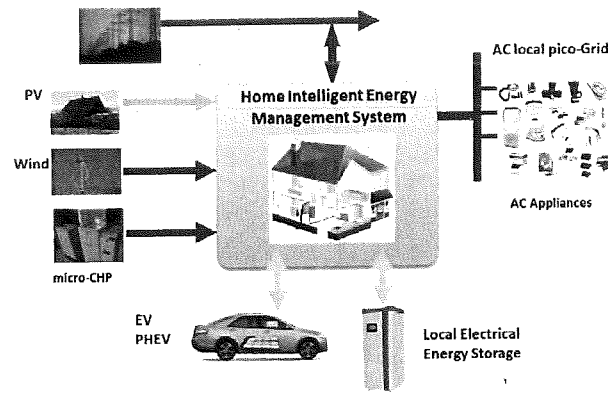 AC local pico-Grid
PV
Home Intelligent Energy
Management System
Wind
AC Appliances
micro-CHP
EV
PHEV
Local Electrical
Energy Storage